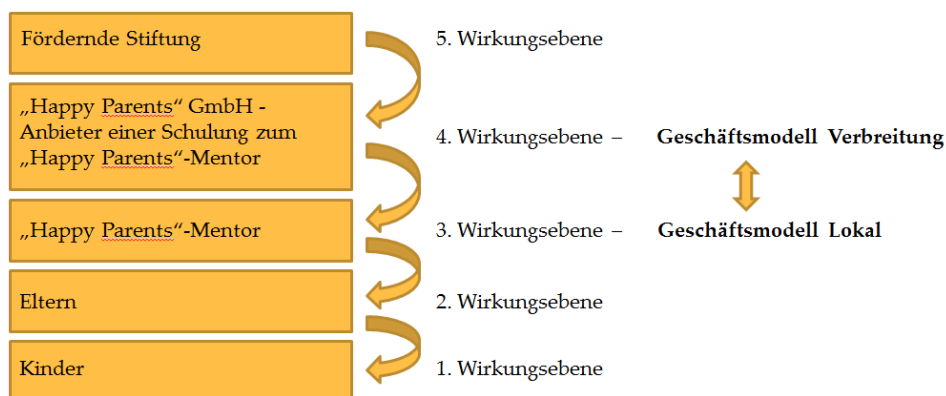 Fördernde Stiftung
5. Wirkungsebene
„Happy Parents“ GmbH -
Anbieter einer Schulung zum
„Happy Parents“-Mentor
4. Wirkungsebene – Geschäftsmodell Verbreitung
„Happy Parents“-Mentor
3. Wirkungsebene – Geschäftsmodell Lokal
Eltern
2. Wirkungsebene
Kinder
1. Wirkungsebene